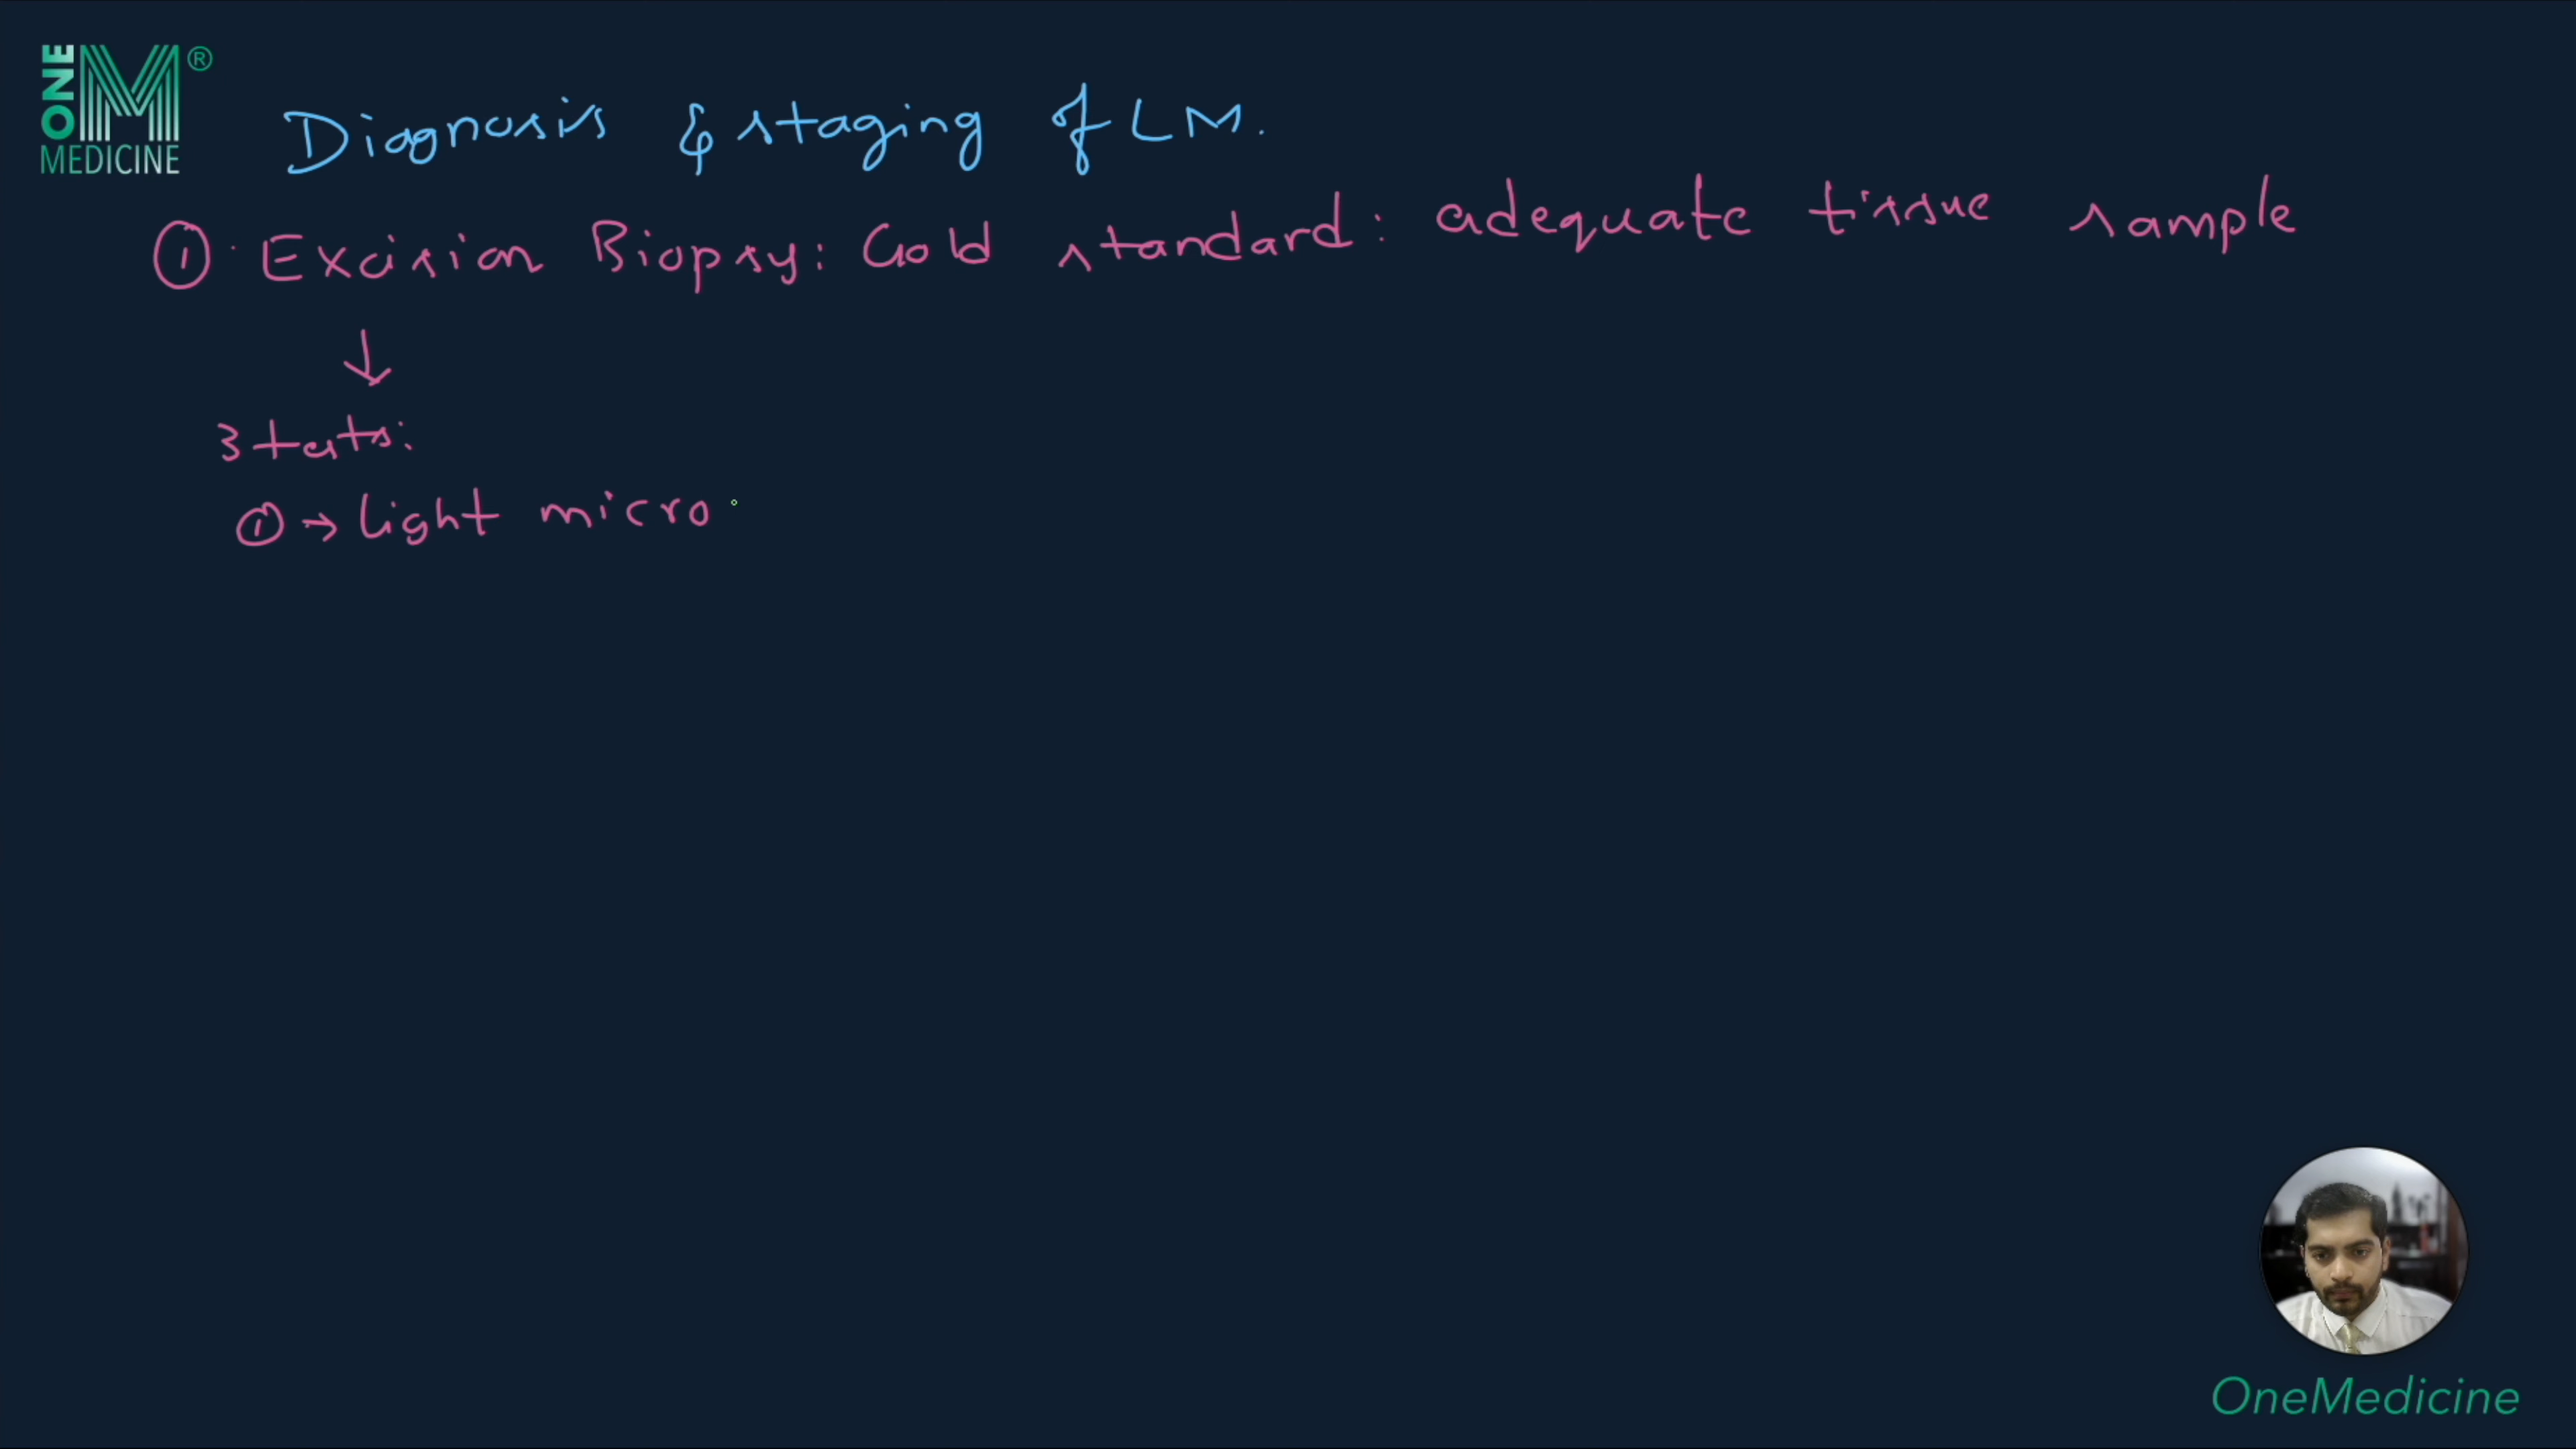 ONE M ®
MEDICINE
Diagnosis & staging of LM.
① Excision Biopsy: Gold standard: adequate tissue sample
↓
3 tests:
① → light micro
OneMedicine